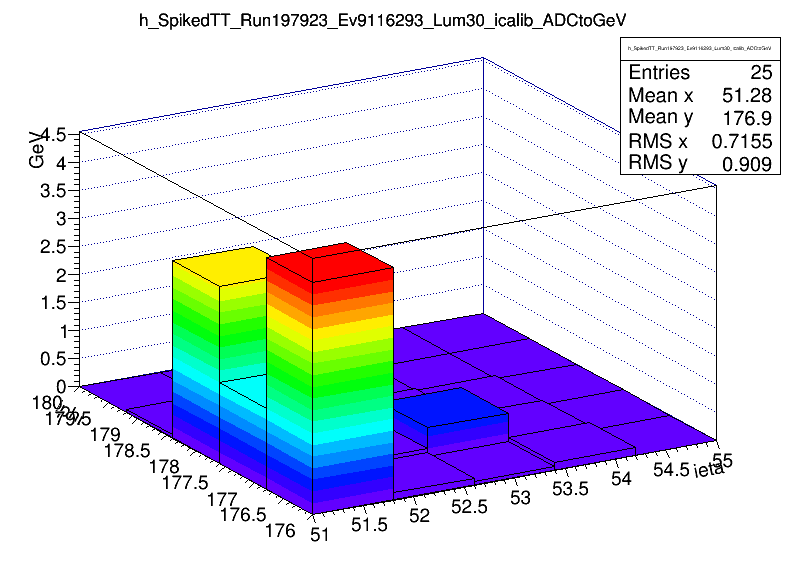 h_SpikedTT_Run197923_Ev9116293_Lum30_icalib_ADCtoGeV
h_SpikedTT_Run197923_Ev9116293_Lum30_icalib_ADCtoGeV
Entries 25
Mean x 51.28
Mean y 176.9
RMS x 0.7155
RMS y 0.909
GeV
4.5
4
3.5
3
2.5
2
1.5
1
0.5
0
180
179.5
179
178.5
178
177.5
177
176.5
176
iphi
51
51.5
52
52.5
53
53.5
54
54.5
55
ieta